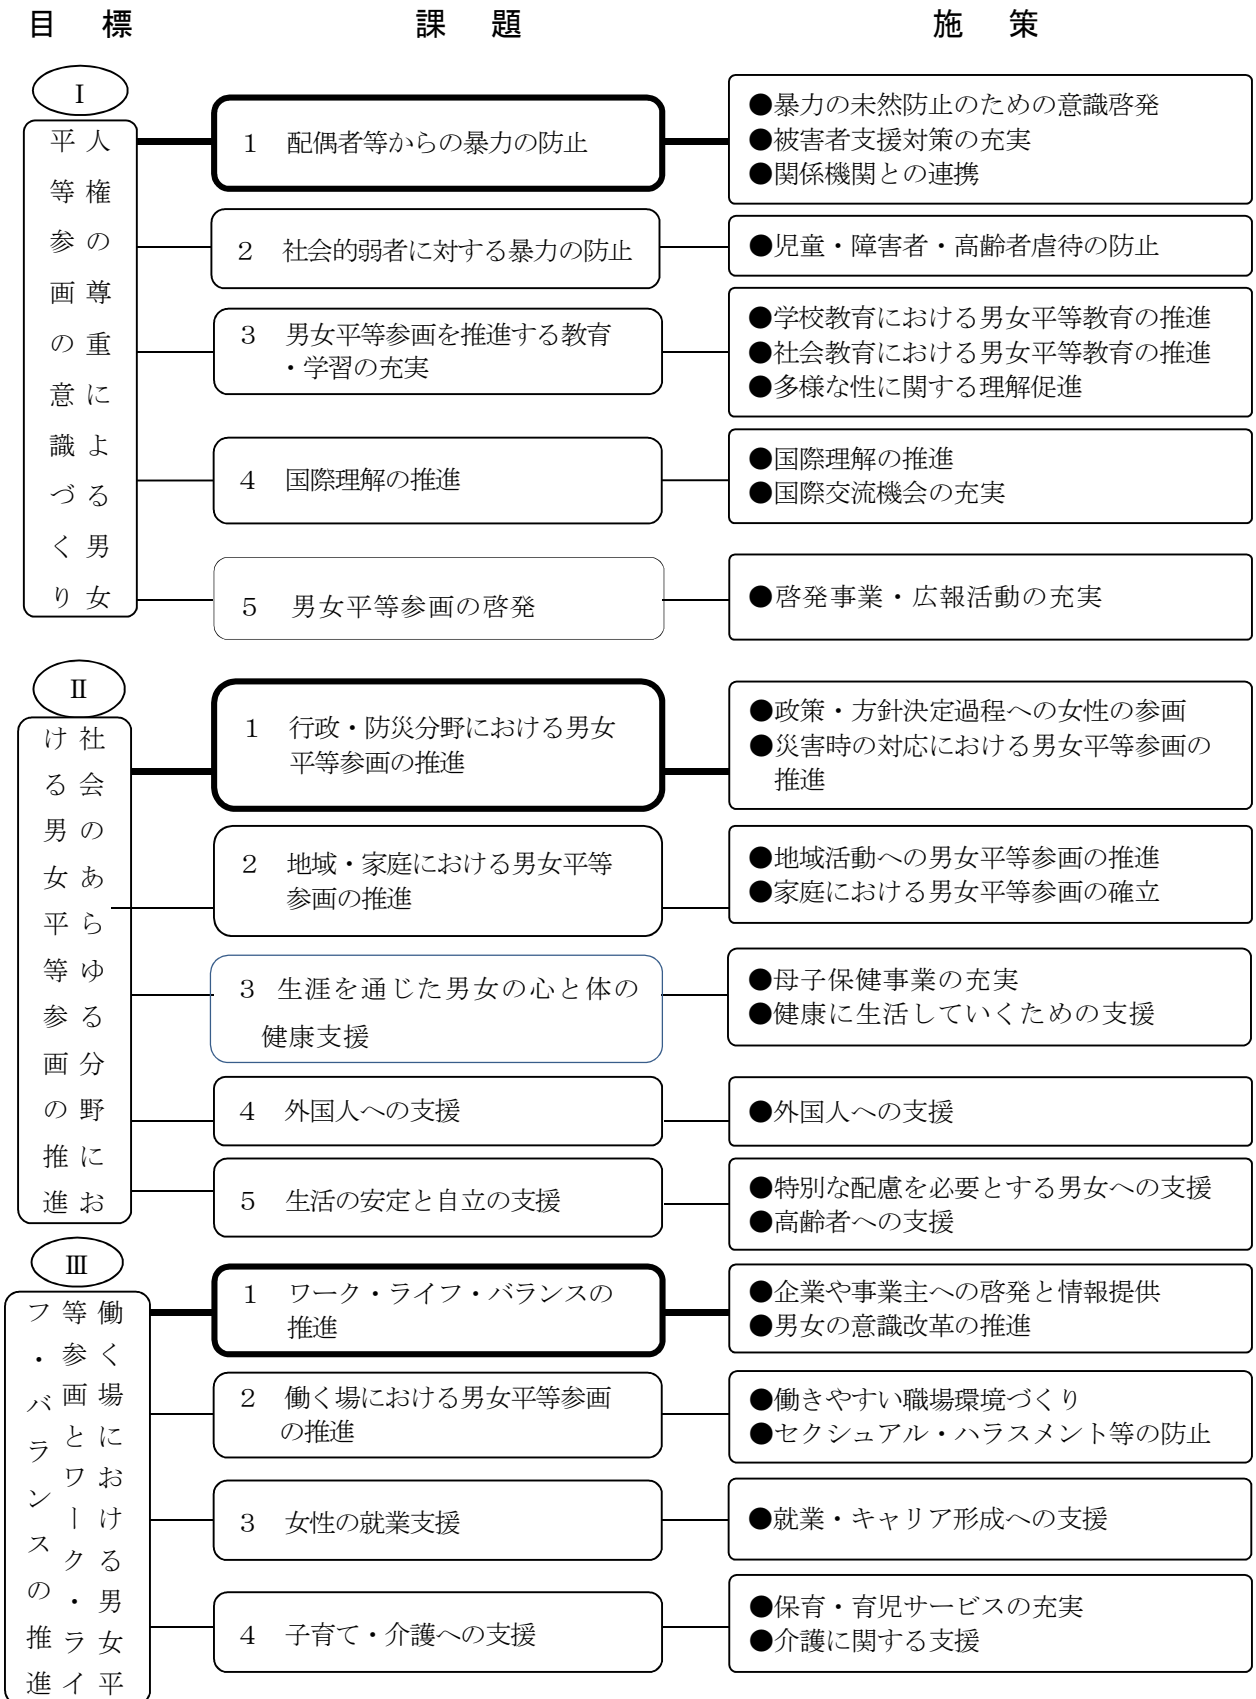 目　標　　課　題　　施　策
Ⅰ
人権の尊重による男女
平等参画の意識づくり
１　配偶者等からの暴力の防止
●暴力の未然防止のための意識啓発
●被害者支援対策の充実
●関係機関との連携
２　社会的弱者に対する暴力の防止
●児童・障害者・高齢者虐待の防止
３　男女平等参画を推進する教育
・学習の充実
●学校教育における男女平等教育の推進
●社会教育における男女平等教育の推進
●多様な性に関する理解促進
４　国際理解の推進
●国際理解の推進
●国際交流機会の充実
５　男女平等参画の啓発
●啓発事業・広報活動の充実
Ⅱ
社会のあらゆる分野にお
ける男女平等参画の推進
１　行政・防災分野における男女
平等参画の推進
●政策・方針決定過程への女性の参画
●災害時の対応における男女平等参画の
推進
２　地域・家庭における男女平等
参画の推進
●地域活動への男女平等参画の推進
●家庭における男女平等参画の確立
３ 生涯を通じた男女の心と体の
健康支援
●母子保健事業の充実
●健康に生活していくための支援
４　外国人への支援
●外国人への支援
５　生活の安定と自立の支援
●特別な配慮を必要とする男女への支援
●高齢者への支援
Ⅲ
働く場における男女平
等参画とワーク・ライ
フ・バランスの推進
１　ワーク・ライフ・バランスの
推進
●企業や事業主への啓発と情報提供
●男女の意識改革の推進
２　働く場における男女平等参画
の推進
●働きやすい職場環境づくり
●セクシュアル・ハラスメント等の防止
３　女性の就業支援
●就業・キャリア形成への支援
４　子育て・介護への支援
●保育・育児サービスの充実
●介護に関する支援